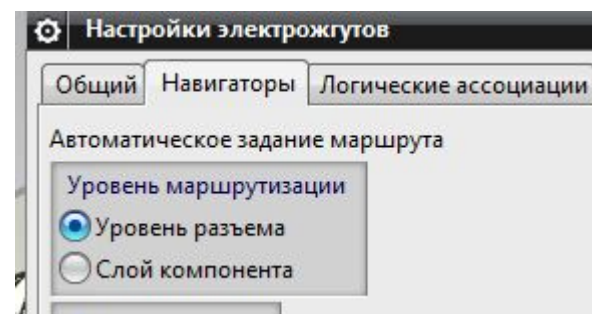 Настройки электрожгутов
Общий Навигаторы Логические ассоциации
Автоматическое задание маршрута
Уровень маршрутизации
Уровень разъема
Слой компонента